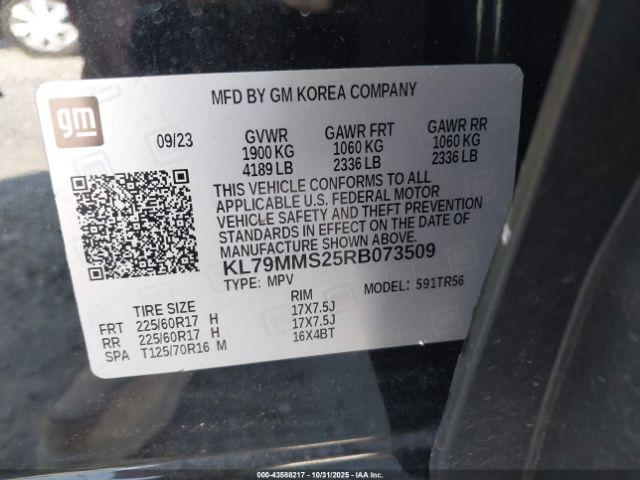 gm
MFD BY GM KOREA COMPANY
09/23 GVWR GAWR FRT GAWR RR
1900 KG 1060 KG 1060 KG
4189 LB 2336 LB 2336 LB
THIS VEHICLE CONFORMS TO ALL
APPLICABLE U.S. FEDERAL MOTOR
VEHICLE SAFETY AND THEFT PREVENTION
STANDARDS IN EFFECT ON THE DATE OF
MANUFACTURE SHOWN ABOVE.
KL79MMS25RB073509
TYPE: MPV MODEL: 591TR56
TIRE SIZE RIM
FRT 225/60R17 H 17X7.5J
RR 225/60R17 H 17X7.5J
SPA T125/70R16 M 16X4BT
000-43588217 - 10/31/2025 - IAA Inc.